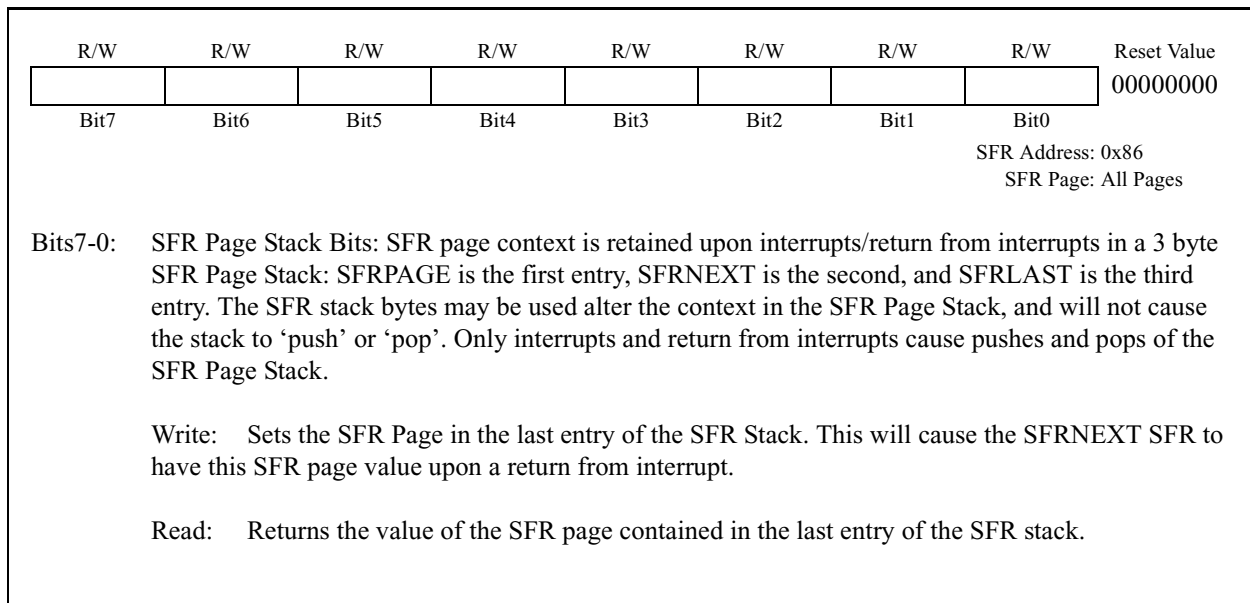 R/W R/W R/W R/W R/W R/W R/W R/W Reset Value
00000000
Bit7 Bit6 Bit5 Bit4 Bit3 Bit2 Bit1 Bit0
SFR Address: 0x86
SFR Page: All Pages
Bits7-0: SFR Page Stack Bits: SFR page context is retained upon interrupts/return from interrupts in a 3 byte
SFR Page Stack: SFRPAGE is the first entry, SFRNEXT is the second, and SFRLAST is the third
entry. The SFR stack bytes may be used alter the context in the SFR Page Stack, and will not cause
the stack to ‘push’ or ‘pop’. Only interrupts and return from interrupts cause pushes and pops of the
SFR Page Stack.
Write: Sets the SFR Page in the last entry of the SFR Stack. This will cause the SFRNEXT SFR to
have this SFR page value upon a return from interrupt.
Read: Returns the value of the SFR page contained in the last entry of the SFR stack.